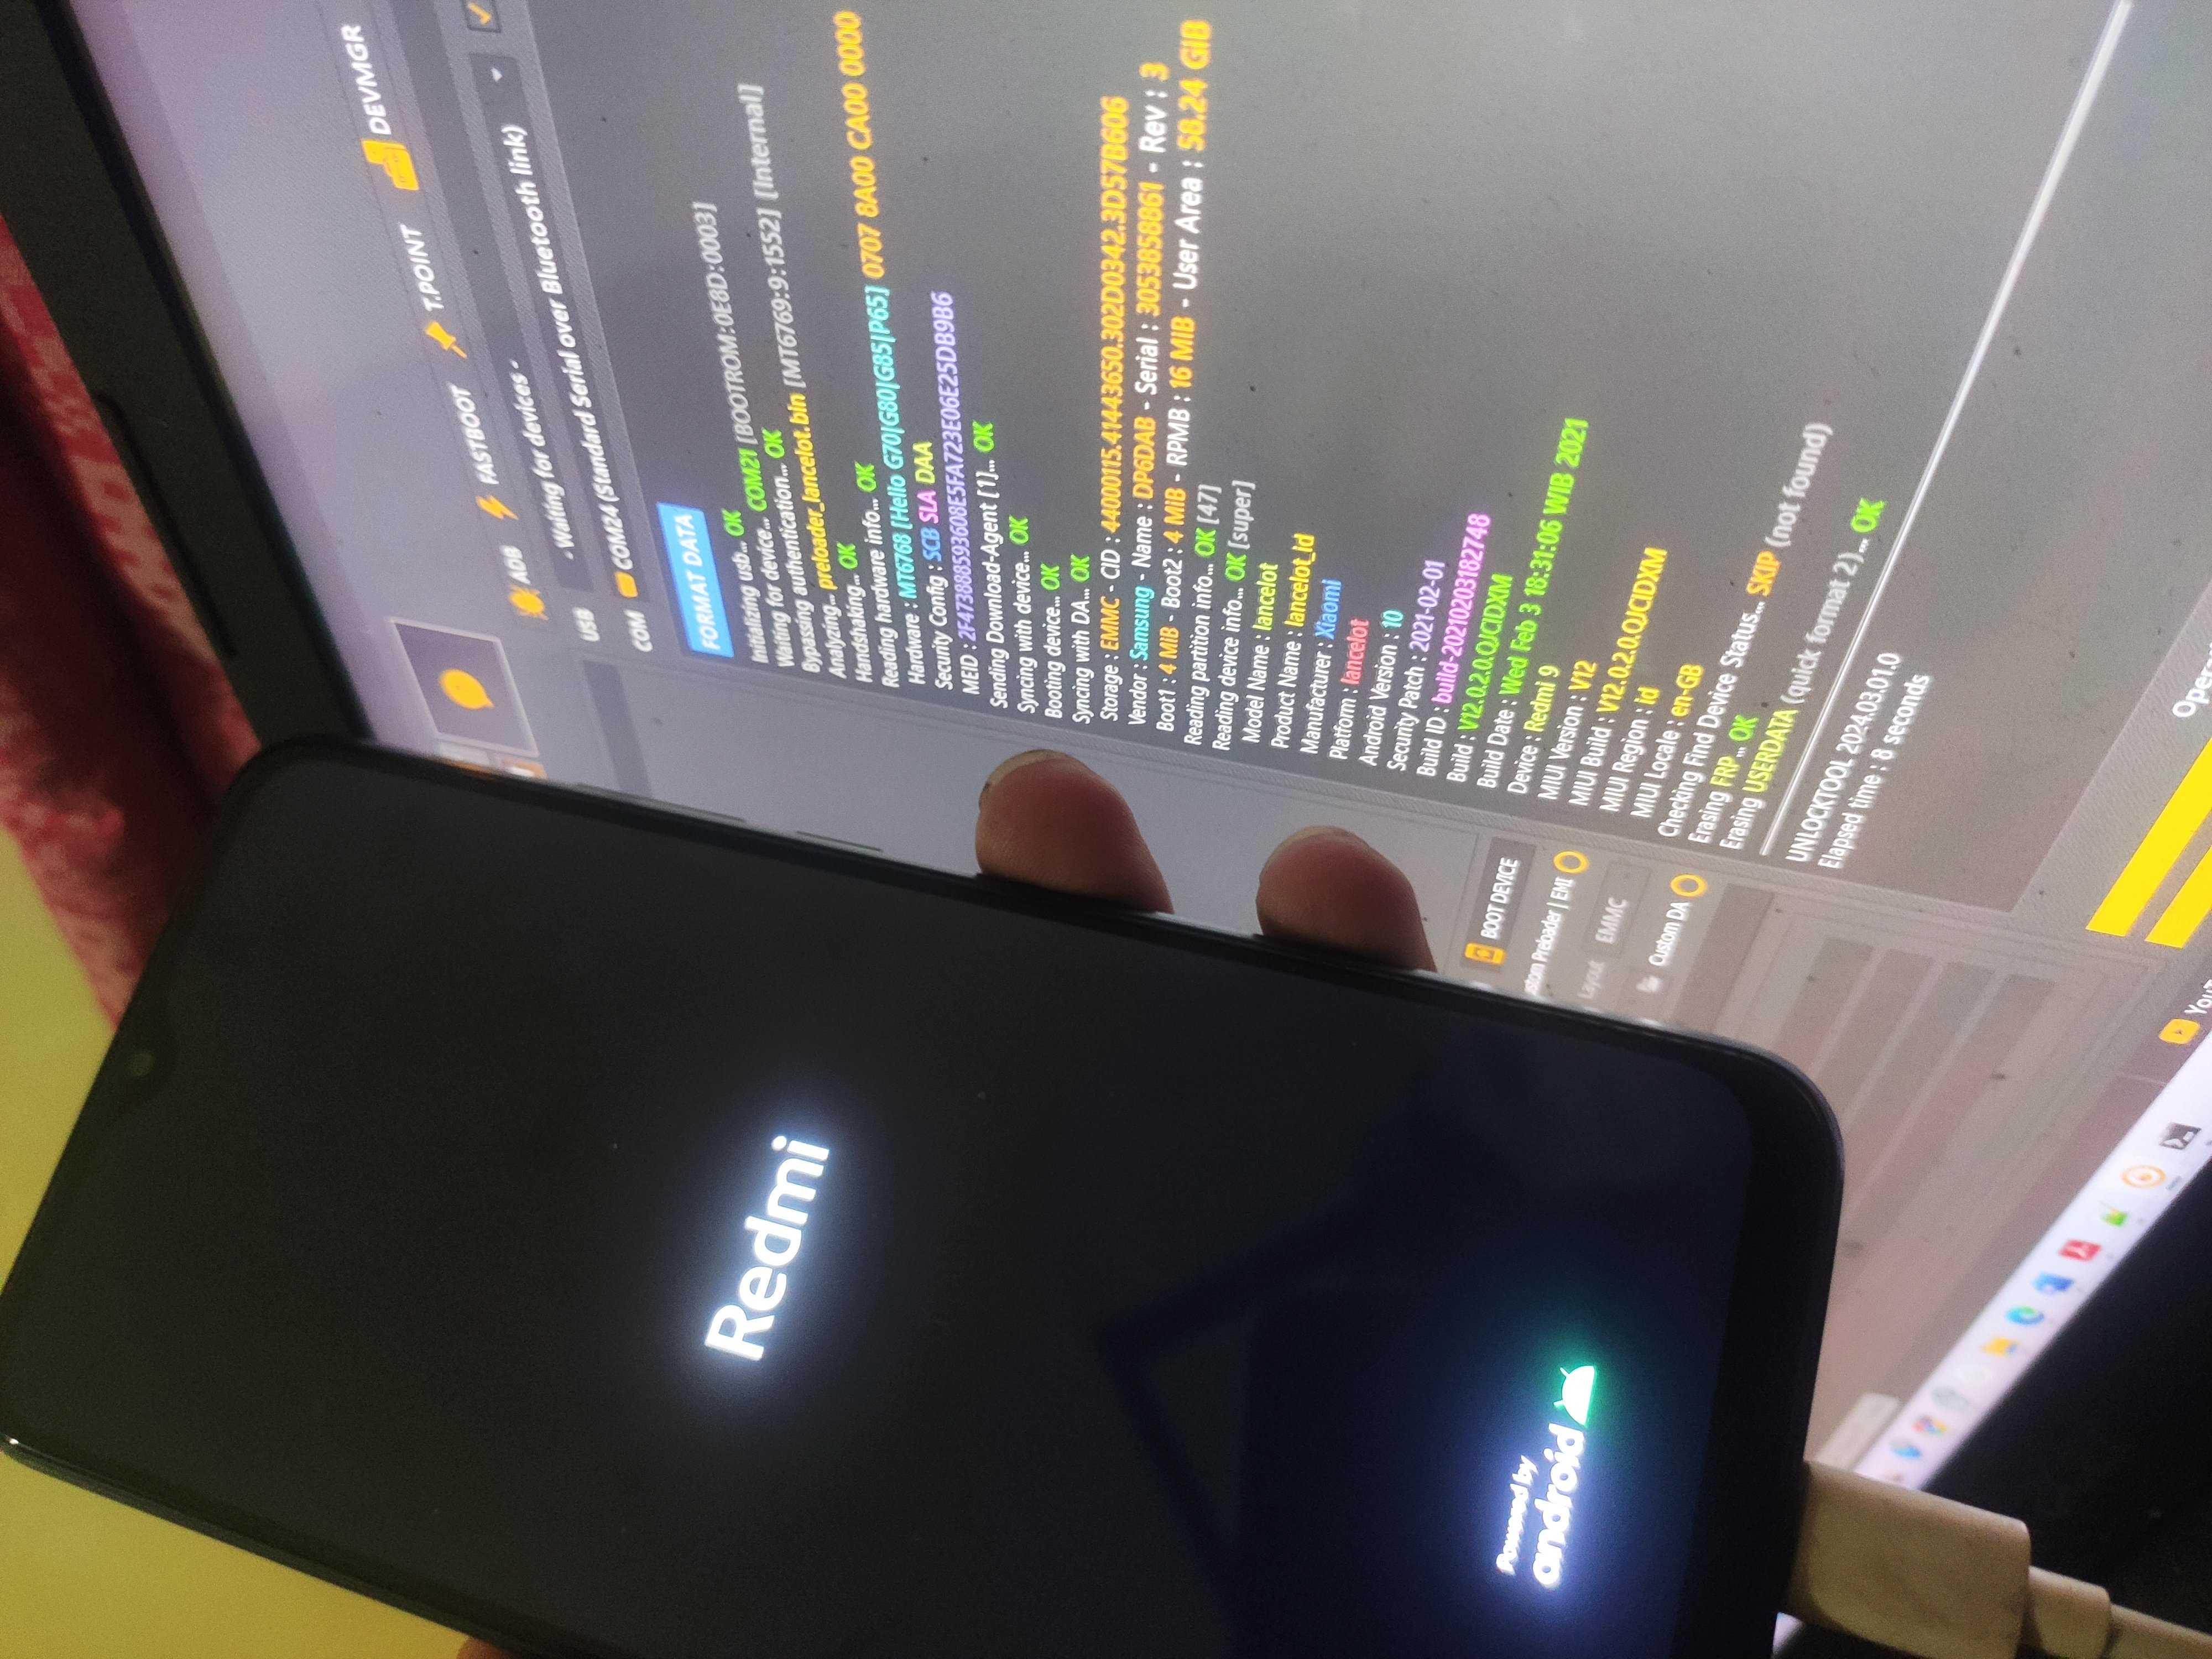 Redmi
Powered by
android
ADB
FASTBOOT
T.POINT
DEVMGR
USB
- Waiting for devices -
COM
COM24 (Standard Serial over Bluetooth link)
FORMAT DATA
Initializing usb... OK
Waiting for device... COM21 [BOOTROM:0E8D:0003]
Bypassing authentication... OK
Analyzing... preloader_lancelot.bin [MT6769:9:1552] [Internal]
Handshaking... OK
Reading hardware info... OK
Hardware : MT6768 [Helio G70|G80|G85|P65] 0707 8A00 CA00 0000
Security Config : SCB SLA DAA
MEID : 2F473888593608E5FA723E06E25DB9B6
Sending Download-Agent [1]... OK
Syncing with device... OK
Booting device... OK
Syncing with DA... OK
Storage : EMMC - CID : 44000115.41443650.302D0342.3D57B606
Vendor : Samsung - Name : DP6DAB - Serial : 3053858861 - Rev : 3
Boot1 : 4 MiB - Boot2 : 4 MiB - RPMB : 16 MiB - User Area : 58.24 GiB
Reading partition info... OK [47]
Reading device info... OK [super]
Model Name : lancelot
Product Name : lancelot_id
Manufacturer : Xiaomi
Platform : lancelot
Android Version : 10
Security Patch : 2021-02-01
Build ID : build-20210203182748
Build : V12.0.2.0.QJCIDXM
Build Date : Wed Feb 3 18:31:06 WIB 2021
Device : Redmi 9
MIUI Version : V12
MIUI Build : V12.0.2.0.QJCIDXM
MIUI Region : id
MIUI Locale : en-GB
Checking Find Device Status... SKIP (not found)
Erasing FRP... OK
Erasing USERDATA (quick format 2)... OK
UNLOCKTOOL 2024.03.01.0
Elapsed time : 8 seconds
BOOT DEVICE
Preloader | EMI
Layout
EMMC
Custom DA